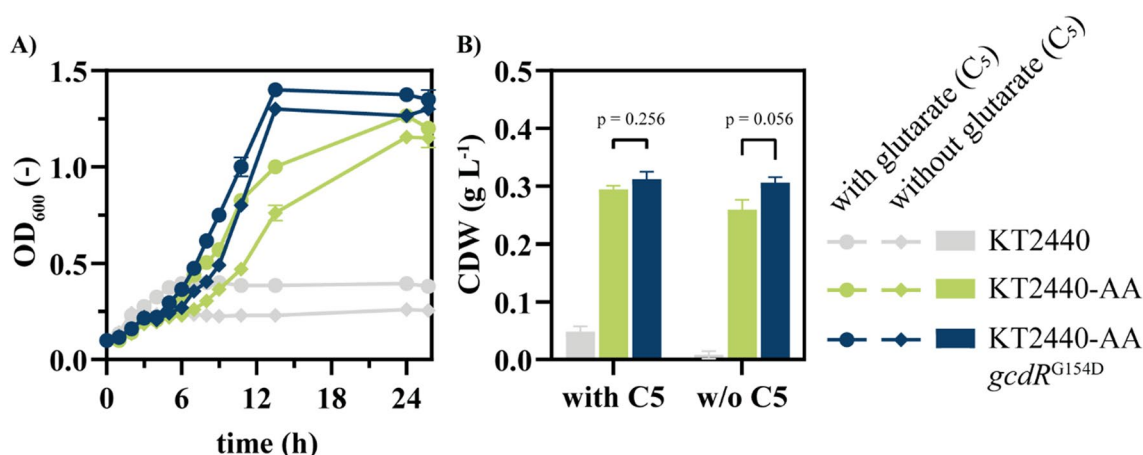 A)
OD600 (-)
1.5
1.0
0.5
0.0
0
6
12
18
24
time (h)
B)
CDW (g L-1)
0.5
0.4
0.3
0.2
0.1
0.0
p = 0.256
p = 0.056
with C5
w/o C5
with glutarate (C5)
without glutarate (C5)
KT2440
KT2440-AA
KT2440-AA
gcdRG154D